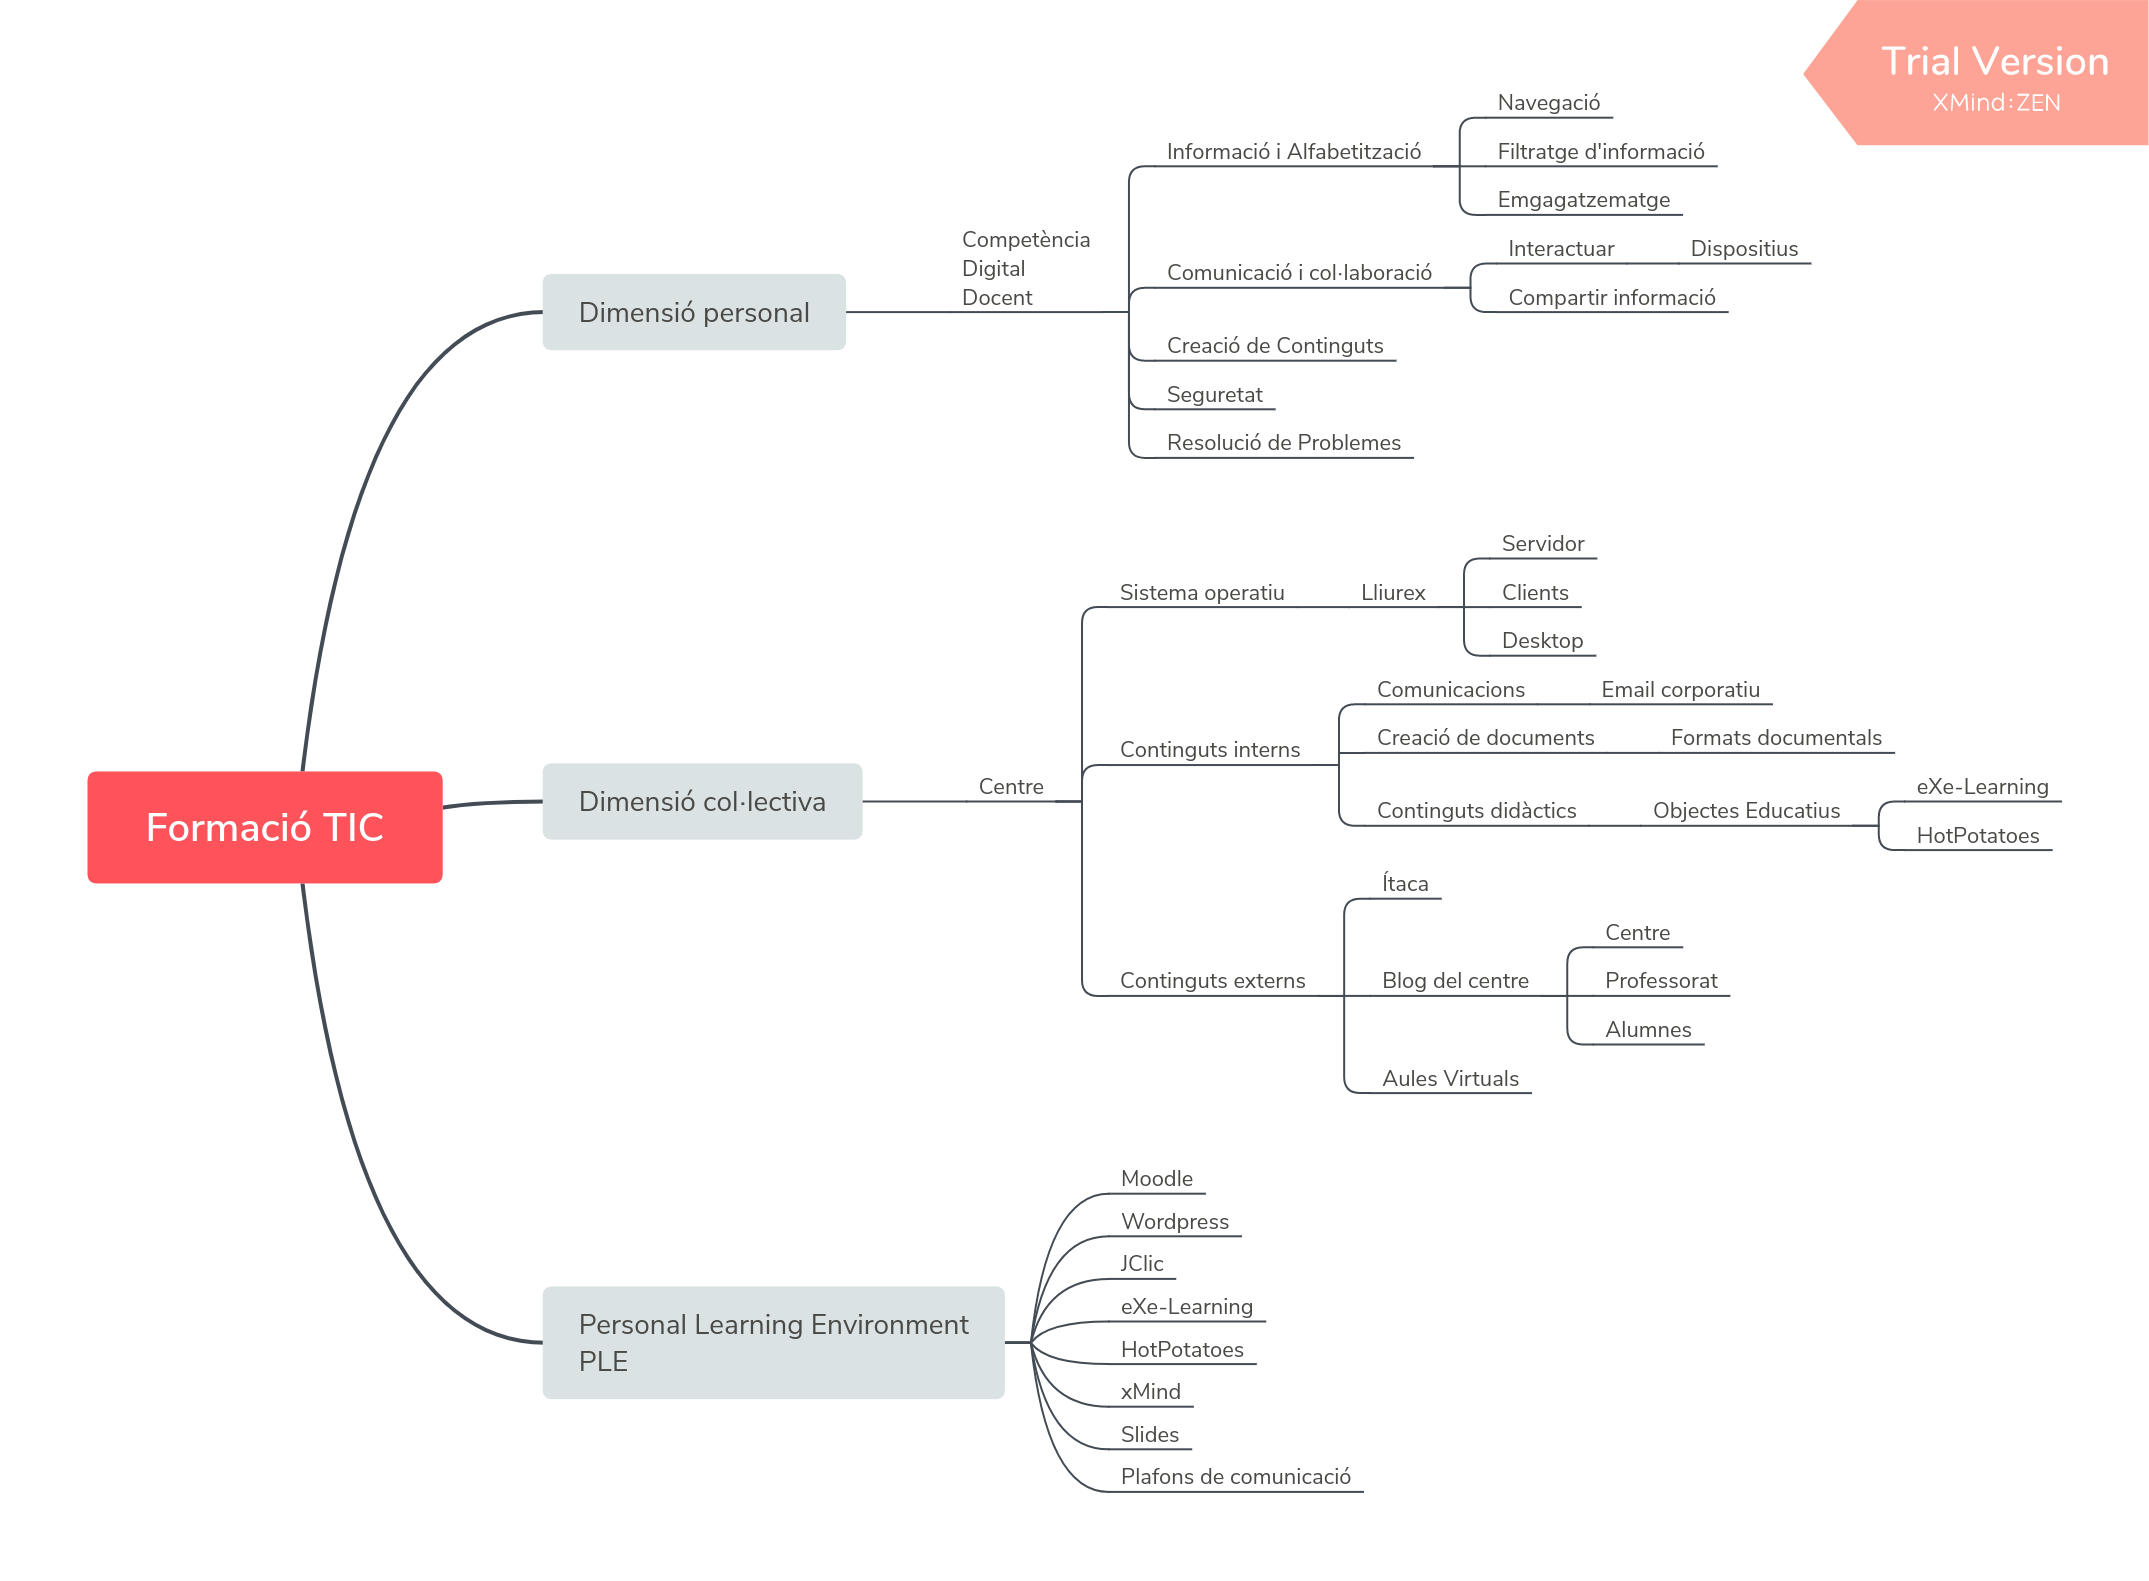 Trial Version
XMind:ZEN
Formació TIC
Dimensió personal
Competència
Digital
Docent
Informació i Alfabetització
Navegació
Filtratge d'informació
Emgagatzematge
Comunicació i col·laboració
Interactuar
Dispositius
Compartir informació
Creació de Continguts
Seguretat
Resolució de Problemes
Dimensió col·lectiva
Centre
Sistema operatiu
Lliurex
Servidor
Clients
Desktop
Continguts interns
Comunicacions
Email corporatiu
Creació de documents
Formats documentals
Continguts didàctics
Objectes Educatius
eXe-Learning
HotPotatoes
Continguts externs
Ítaca
Blog del centre
Centre
Professorat
Alumnes
Aules Virtuals
Personal Learning Environment
PLE
Moodle
Wordpress
JClic
eXe-Learning
HotPotatoes
xMind
Slides
Plafons de comunicació